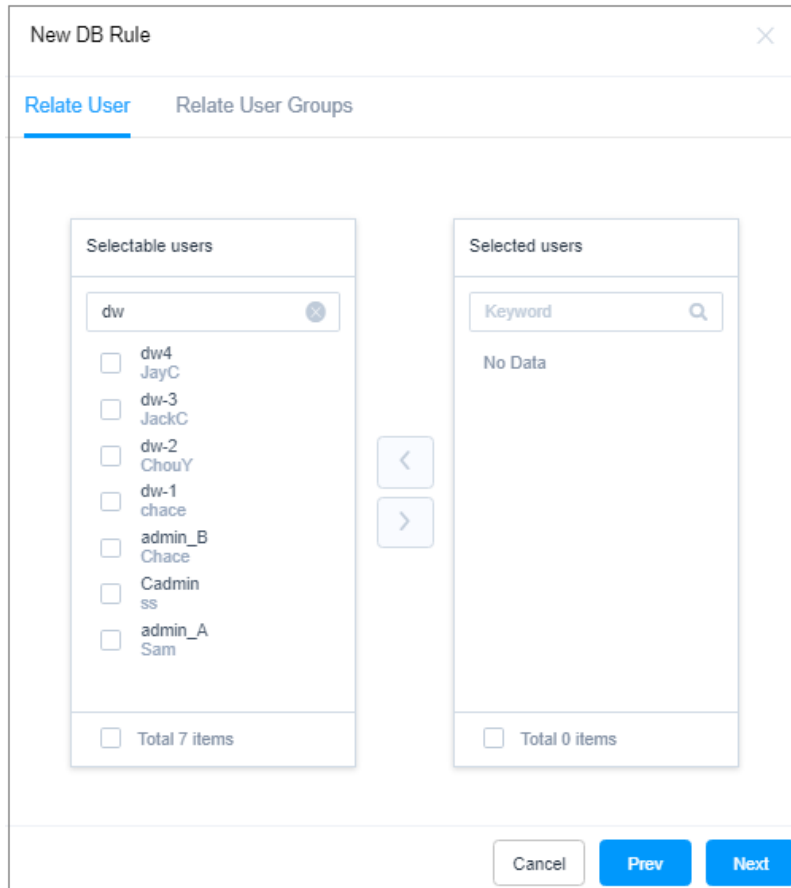 New DB Rule
Relate User Relate User Groups
Selectable users
dw
dw4
JayC
dw-3
JackC
dw-2
ChouY
dw-1
chace
admin_B
Chace
Cadmin
ss
admin_A
Sam
Total 7 items
Selected users
Keyword
No Data
Total 0 items
Cancel Prev Next